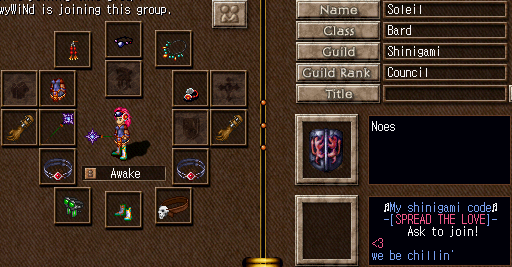 wyWiNd is joining this group.
Name Soleil
Class Bard
Guild Shinigami
Guild Rank Council
Title
Noes
Awake
♫My shinigami code♫
-[SPREAD THE LOVE]-
Ask to join!
<3
we be chillin'